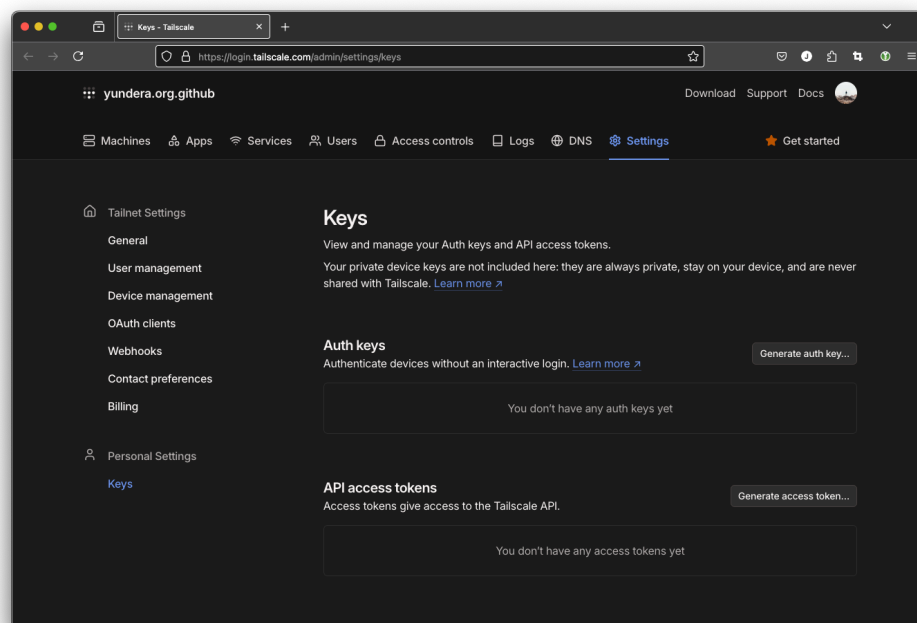 Keys - Tailscale
https://login.tailscale.com/admin/settings/keys
J
yundera.org.github
Download Support Docs
Machines Apps Services Users Access controls Logs DNS Settings Get started
Tailnet Settings
General
User management
Device management
OAuth clients
Webhooks
Contact preferences
Billing
Personal Settings
Keys
Keys
View and manage your Auth keys and API access tokens.
Your private device keys are not included here: they are always private, stay on your device, and are never
shared with Tailscale. Learn more ↗
Auth keys
Authenticate devices without an interactive login. Learn more ↗
Generate auth key...
You don't have any auth keys yet
API access tokens
Access tokens give access to the Tailscale API.
Generate access token...
You don't have any access tokens yet